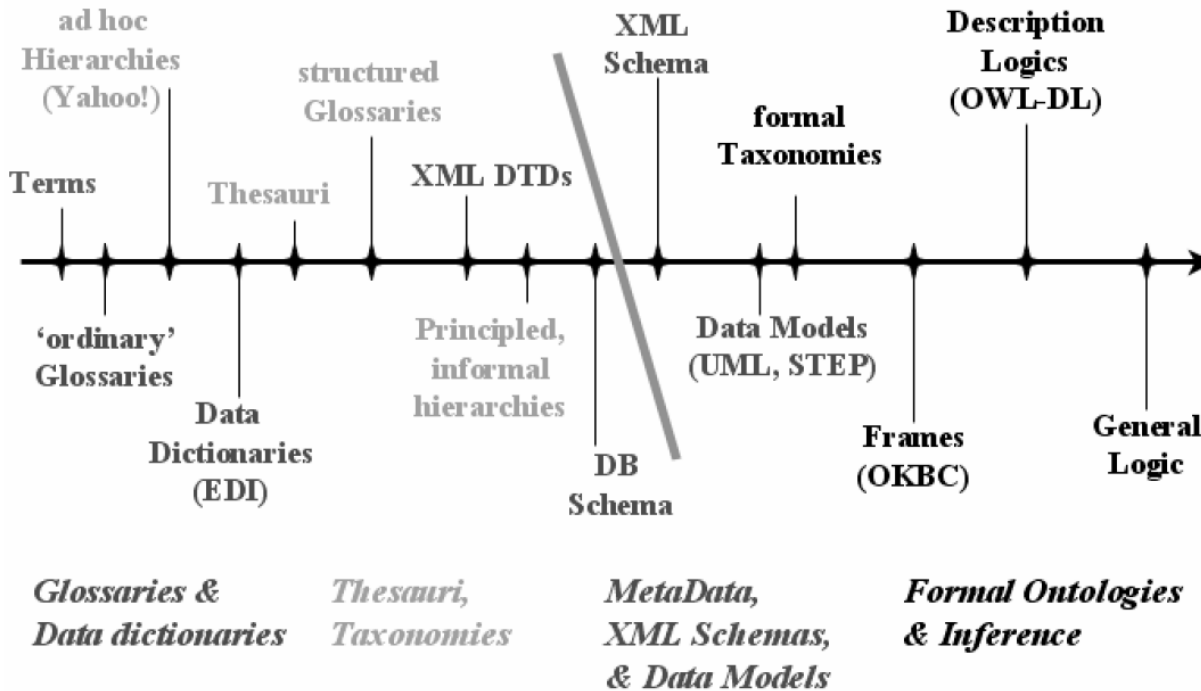 ad hoc
Hierarchies
(Yahoo!)
structured
Glossaries
XML
Schema
Description
Logics
(OWL-DL)
formal
Taxonomies
Terms
Thesauri
XML DTDs
‘ordinary’
Glossaries
Data
Dictionaries
(EDI)
Principled,
informal
hierarchies
DB
Schema
Data Models
(UML, STEP)
Frames
(OKBC)
General
Logic
Glossaries &
Data dictionaries
Thesauri,
Taxonomies
MetaData,
XML Schemas,
& Data Models
Formal Ontologies
& Inference